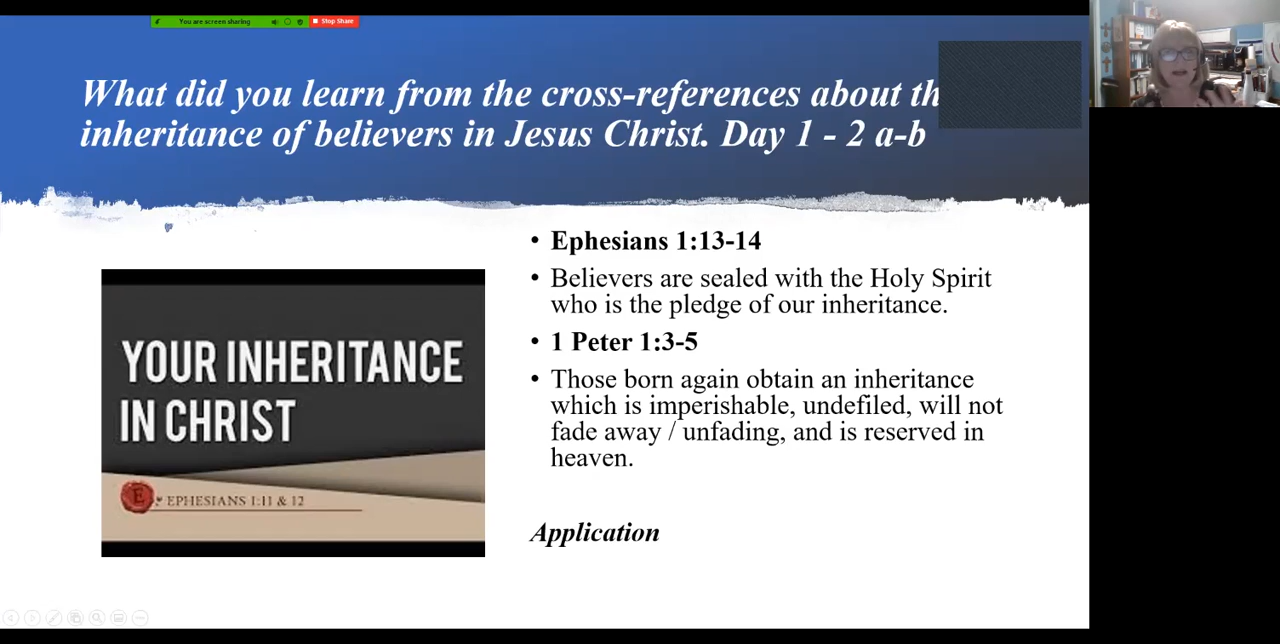 You are screen sharing
Stop Share
What did you learn from the cross-references about th
inheritance of believers in Jesus Christ. Day 1 - 2 a-b
• Ephesians 1:13-14
• Believers are sealed with the Holy Spirit
who is the pledge of our inheritance.
• 1 Peter 1:3-5
• Those born again obtain an inheritance
which is imperishable, undefiled, will not
fade away / unfading, and is reserved in
heaven.
Application
YOUR INHERITANCE
IN CHRIST
E
EPHESIANS 1:11 & 12